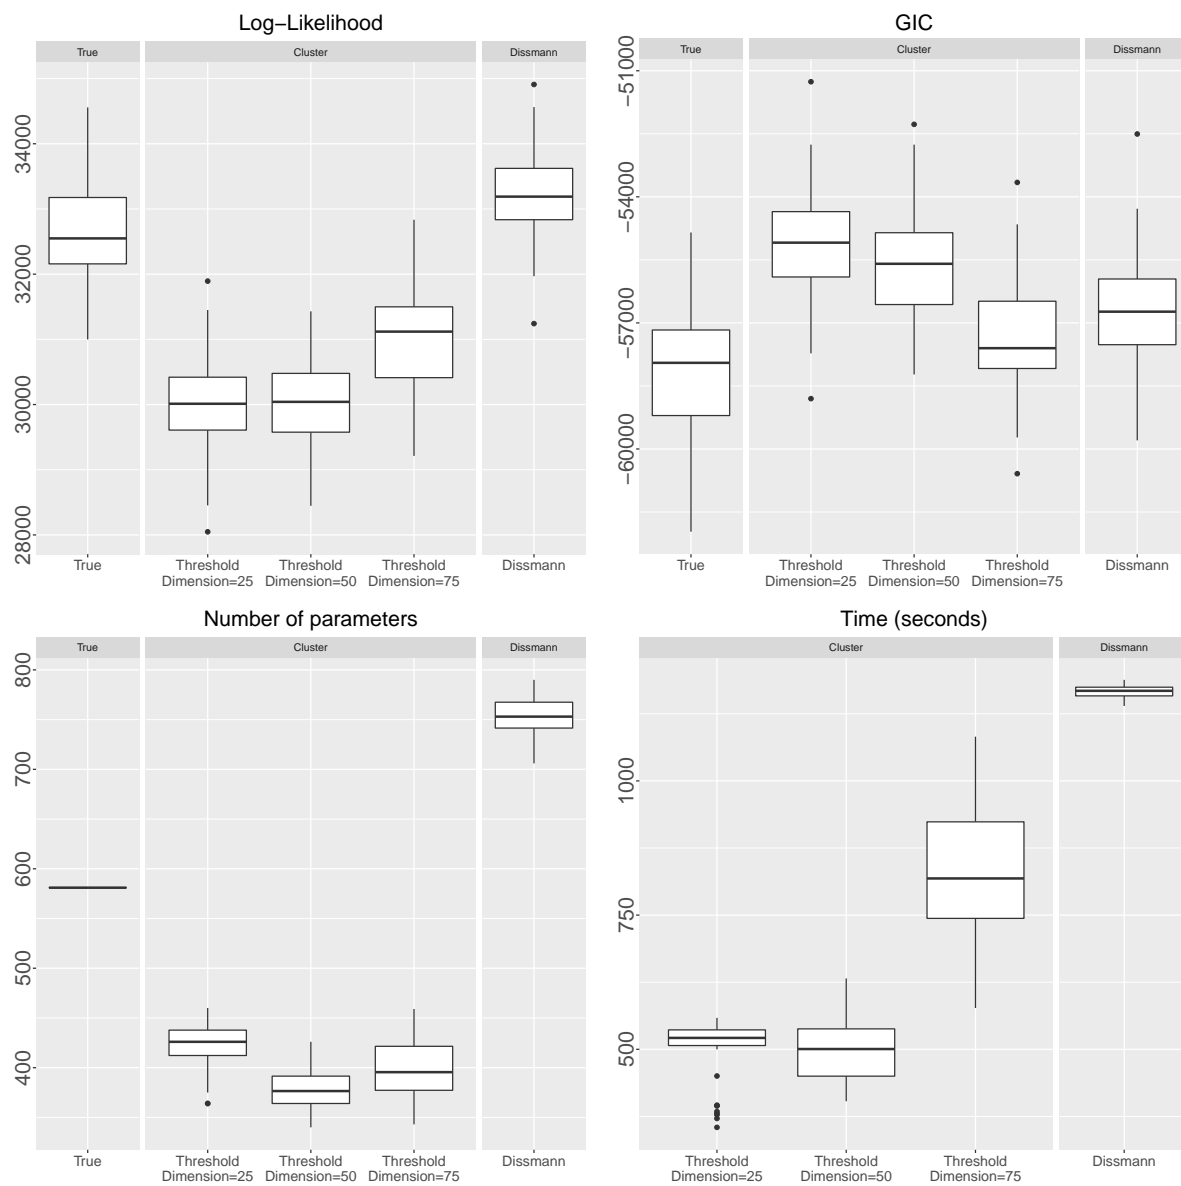 Log−Likelihood
True
Cluster
Dissmann
34000
32000
30000
28000
True
Threshold
Dimension=25
Threshold
Dimension=50
Threshold
Dimension=75
Dissmann
GIC
True
Cluster
Dissmann
−51000
−54000
−57000
−60000
True
Threshold
Dimension=25
Threshold
Dimension=50
Threshold
Dimension=75
Dissmann
Number of parameters
True
Cluster
Dissmann
800
700
600
500
400
True
Threshold
Dimension=25
Threshold
Dimension=50
Threshold
Dimension=75
Dissmann
Time (seconds)
Cluster
Dissmann
1000
750
500
Threshold
Dimension=25
Threshold
Dimension=50
Threshold
Dimension=75
Dissmann